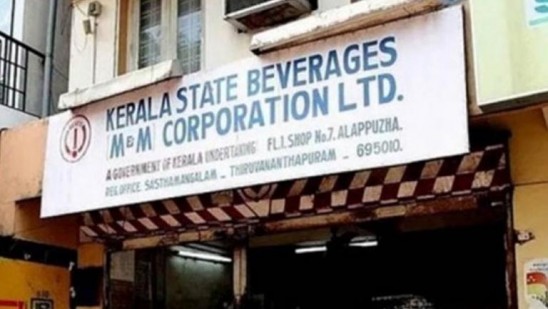 KERALA STATE BEVERAGES
[M&M] CORPORATION LTD.
A GOVERNMENT OF KERALA UNDERTAKING FL.1. SHOP No.7. ALAPPUZHA.
REG. OFFICE. SASTHAMANGALAM - THIRUVANANTHAPURAM - 695010.